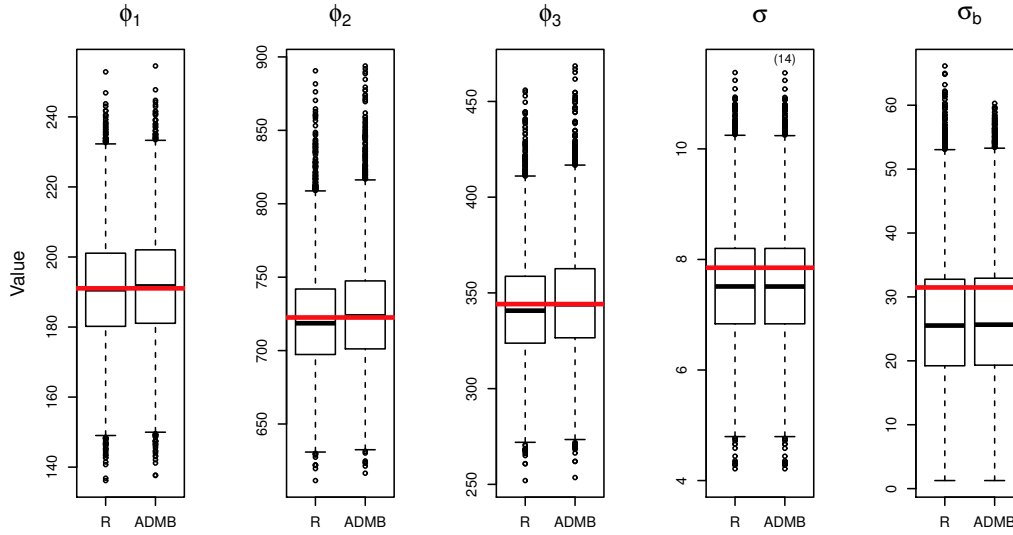 ϕ1 ϕ2 ϕ3 σ σb
Value
140 160 180 200 220 240
R ADMB
650 700 750 800 850 900
R ADMB
250 300 350 400 450
R ADMB
(14)
4 6 8 10
R ADMB
0 10 20 30 40 50 60
R ADMB